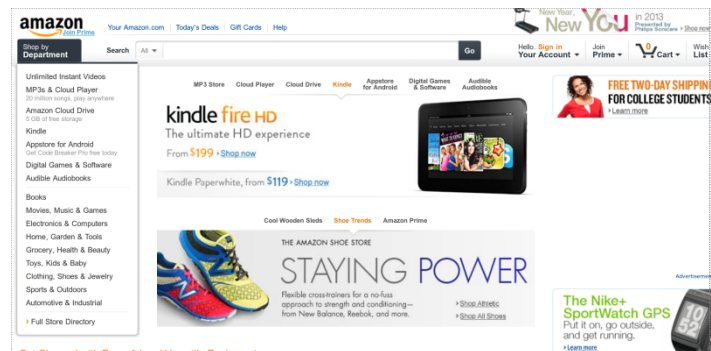 amazon
Join Prime
Your Amazon.com
Today's Deals
Gift Cards
Help
New Year,
New YOU
in 2013
Presented by
Philips Sonicare
Shop now
Shop by
Department
Search
All
Go
Hello. Sign in
Your Account
Join
Prime
0
Cart
Wish
List
Unlimited Instant Videos
MP3s & Cloud Player
20 million songs, play anywhere
Amazon Cloud Drive
5 GB of free storage
Kindle
Appstore for Android
Get Code Breaker Pro free today
Digital Games & Software
Audible Audiobooks
Books
Movies, Music & Games
Electronics & Computers
Home, Garden & Tools
Grocery, Health & Beauty
Toys, Kids & Baby
Clothing, Shoes & Jewelry
Sports & Outdoors
Automotive & Industrial
Full Store Directory
MP3 Store
Cloud Player
Cloud Drive
Kindle
Appstore
for Android
Digital Games
& Software
Audible
Audiobooks
kindle fire HD
The ultimate HD experience
From $199 Shop now
Kindle Paperwhite, from $119 Shop now
FREE TWO-DAY SHIPPING
FOR COLLEGE STUDENTS
Learn more
Cool Wooden Sleds
Shoe Trends
Amazon Prime
THE AMAZON SHOE STORE
STAYING POWER
Flexible cross-trainers for a no-fuss
approach to strength and conditioning—
from New Balance, Reebok, and more.
Shop Athletic
Shop All Shoes
Advertisement
The Nike+
SportWatch GPS
Put it on, go outside,
and get running.
Learn more
10
52